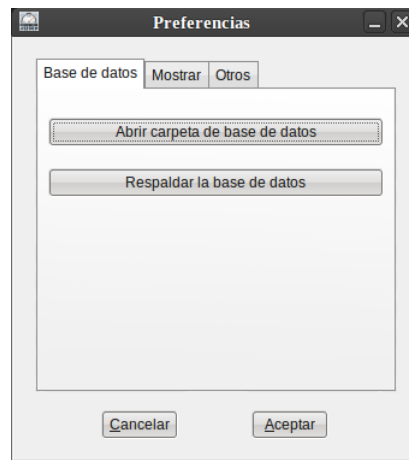 Preferencias
Base de datos Mostrar Otros
Abrir carpeta de base de datos
Respaldar la base de datos
Cancelar Aceptar